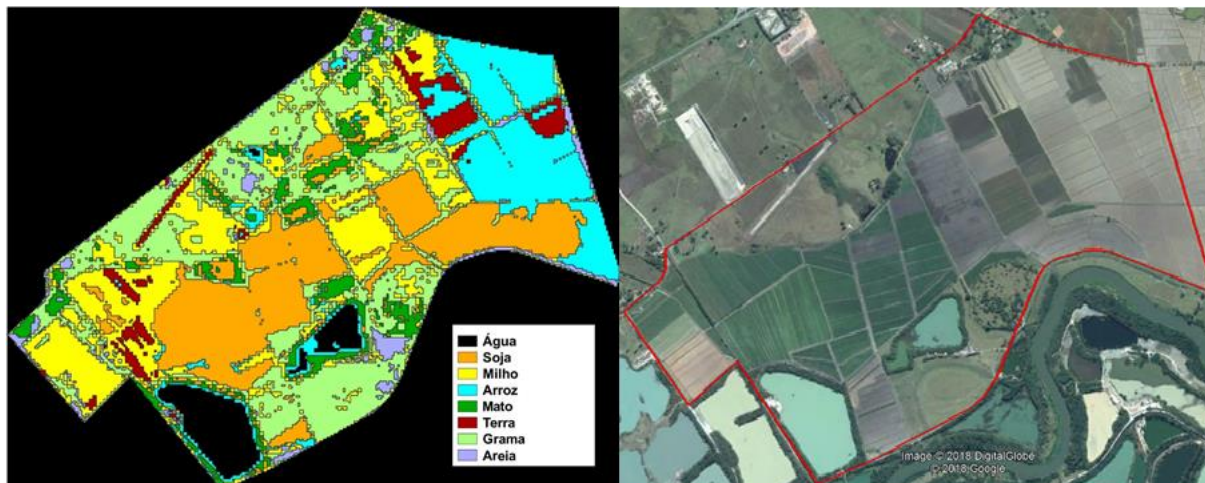 Água
Soja
Milho
Arroz
Mato
Terra
Grama
Areia
Image © 2018 DigitalGlobe
© 2018 Google